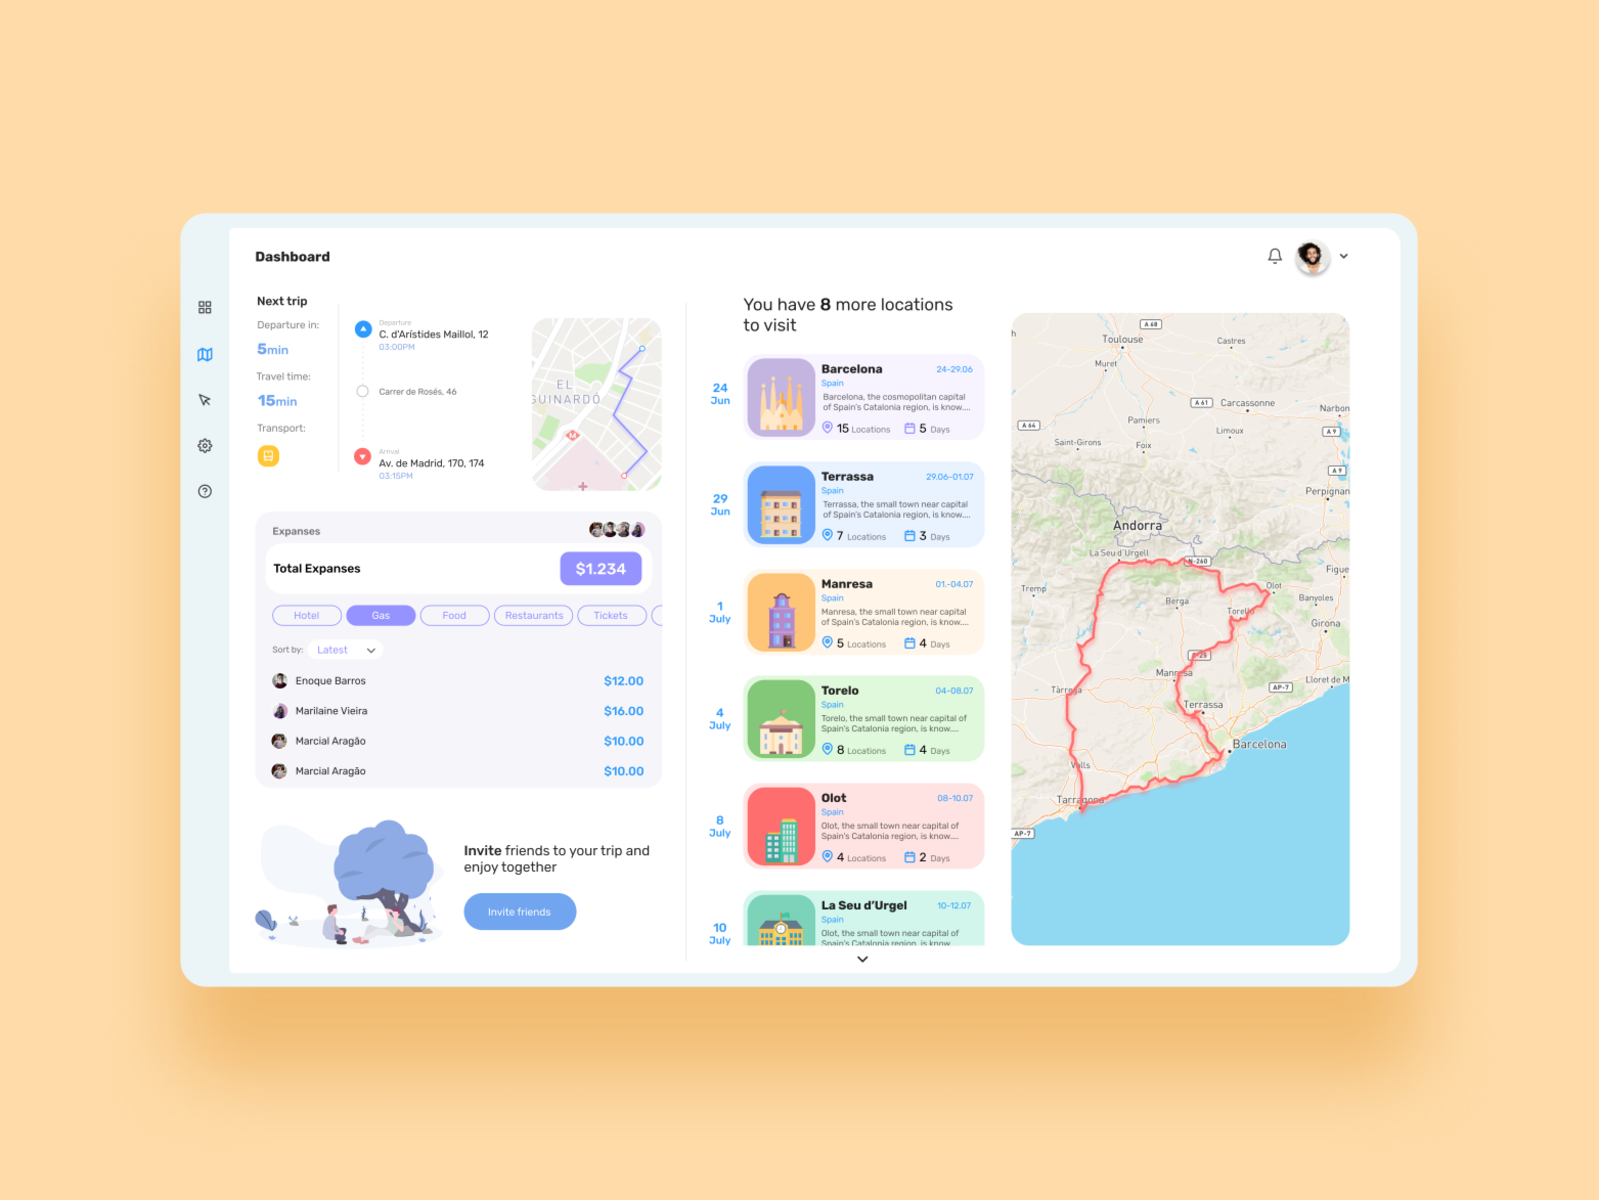 Dashboard
Next trip
Departure in:
5min
Travel time:
15min
Transport:
Departure
C. d'Arístides Maillol, 12
03:00PM
Carrer de Rosés, 46
Arrival
Av. de Madrid, 170, 174
03:15PM
EL
GUINARDÓ
M
Expanses
Total Expanses
$1.234
Hotel
Gas
Food
Restaurants
Tickets
Sort by:
Latest
Enoque Barros
$12.00
Marilaine Vieira
$16.00
Marcial Aragão
$10.00
Marcial Aragão
$10.00
Invite friends to your trip and
enjoy together
Invite friends
You have 8 more locations
to visit
24
Jun
Barcelona
24-29.06
Spain
Barcelona, the cosmopolitan capital
of Spain's Catalonia region, is know....
15 Locations
5 Days
29
Jun
Terrassa
29.06-01.07
Spain
Terrassa, the small town near capital
of Spain's Catalonia region, is know....
7 Locations
3 Days
1
July
Manresa
01.-04.07
Spain
Manresa, the small town near capital
of Spain's Catalonia region, is know....
5 Locations
4 Days
4
July
Torelo
04-08.07
Spain
Torelo, the small town near capital of
Spain's Catalonia region, is know....
8 Locations
4 Days
8
July
Olot
08-10.07
Spain
Olot, the small town near capital of
Spain's Catalonia region, is know....
4 Locations
2 Days
10
July
La Seu d'Urgel
10-12.07
Spain
Olot, the small town near capital of
Spain's Catalonia region, is know....
h
A 68
Toulouse
Castres
Muret
A 61
Carcassonne
Narbon
A 64
Pamiers
Limoux
A 9
Saint-Girons
Foix
A 9
Perpignan
Andorra
La Seu d'Urgell
N-260
Figue
Tremp
Olot
Berga
Banyoles
Torelló
Girona
Manresa
Lloret de M
AP-7
Tàrrega
Terrassa
Barcelona
Valls
Tarragona
AP-7